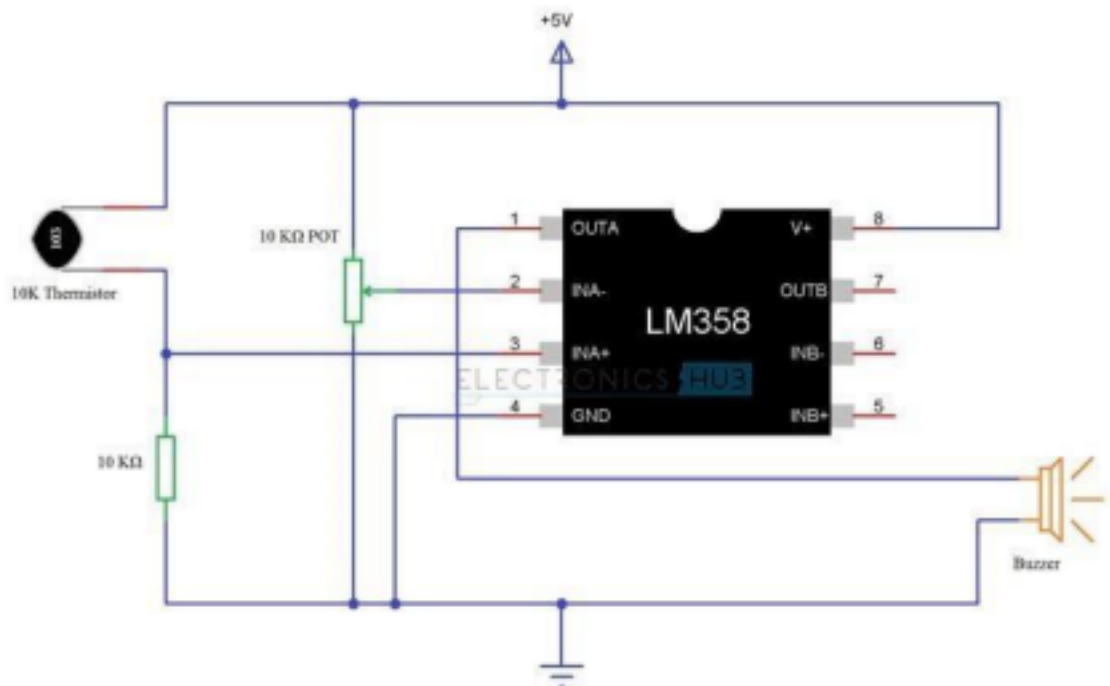 +5V
103
10K Thermistor
10 KΩ POT
1 OUTA V+ 8
2 INA- OUTB 7
LM358
3 INA+ INB- 6
ELECTRONICS HUB
4 GND INB+ 5
10 KΩ
Buzzer